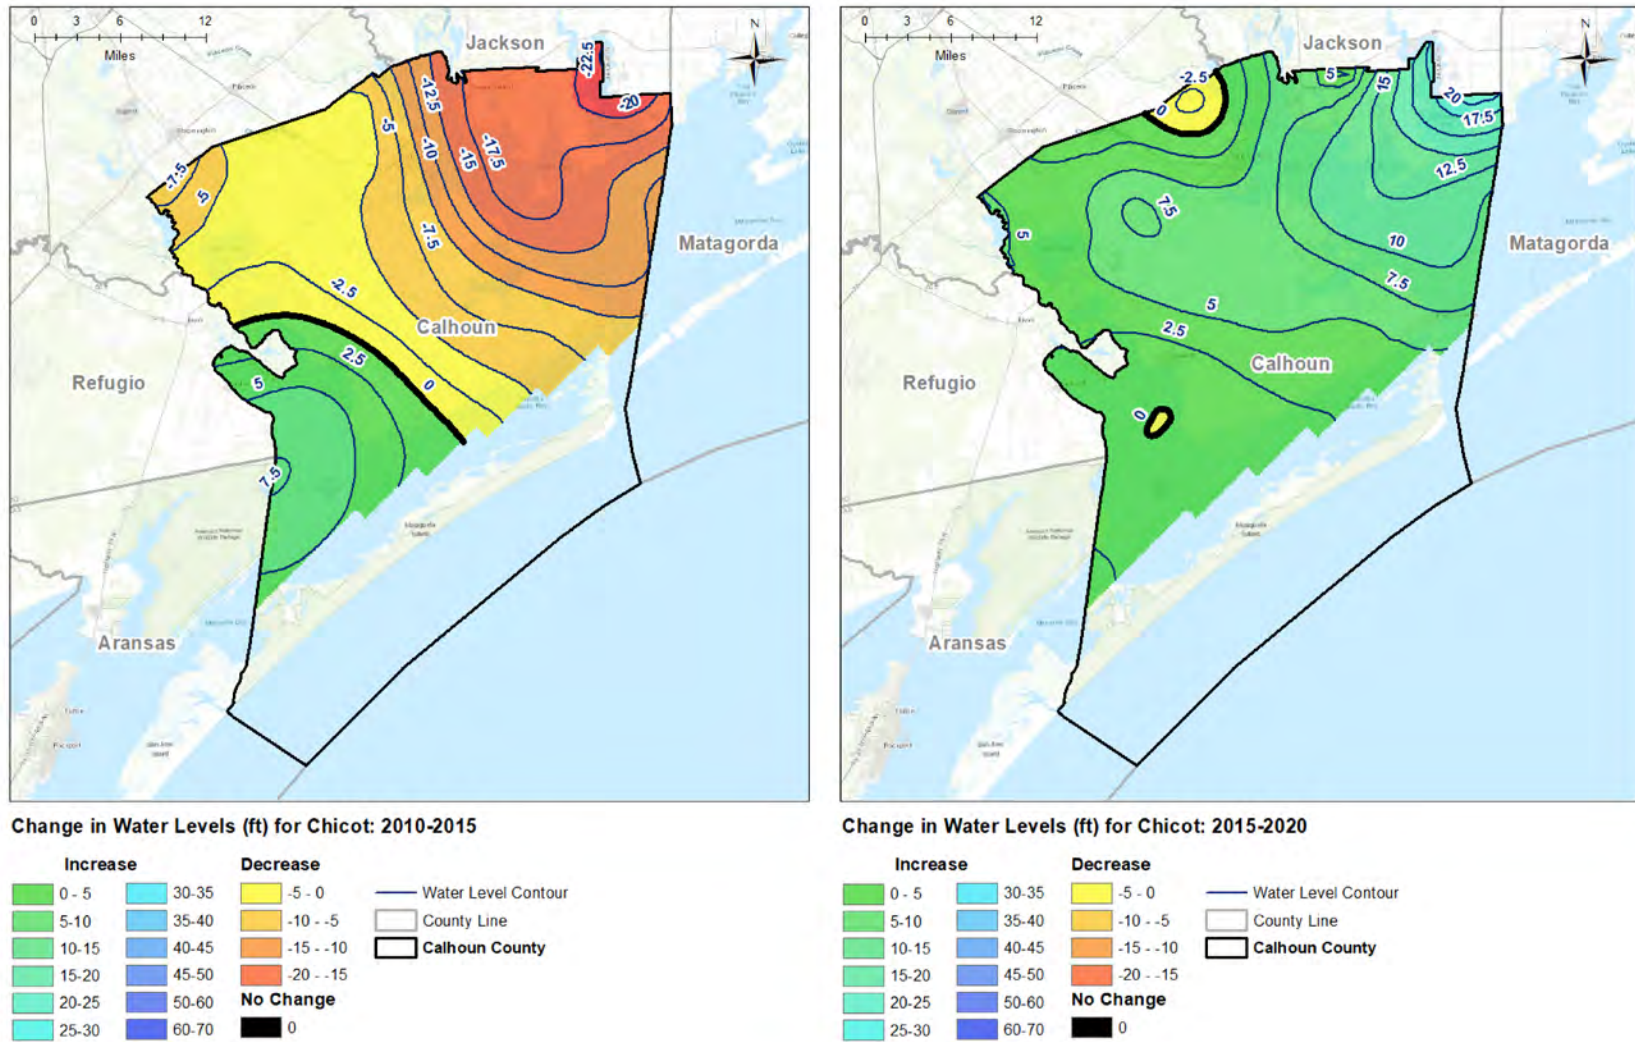 0 3 6 12
Miles
N
Jackson
Matagorda
Calhoun
Refugio
Aransas
-22.5
-20
-12.5
-5
-10
-15
-17.5
-7.5
-5
-7.5
-2.5
2.5
0
5
7.5
Matagorda
Island
Change in Water Levels (ft) for Chicot: 2010-2015
Increase Decrease
0 - 5 30-35 -5 - 0 Water Level Contour
5-10 35-40 -10 - -5 County Line
10-15 40-45 -15 - -10 Calhoun County
15-20 45-50 -20 - -15
20-25 50-60 No Change
25-30 60-70 0
0 3 6 12
Miles
N
Jackson
Matagorda
Calhoun
Refugio
Aransas
-2.5
0
5
15
20
17.5
12.5
7.5
5
10
7.5
5
2.5
0
Matagorda
Island
Change in Water Levels (ft) for Chicot: 2015-2020
Increase Decrease
0 - 5 30-35 -5 - 0 Water Level Contour
5-10 35-40 -10 - -5 County Line
10-15 40-45 -15 - -10 Calhoun County
15-20 45-50 -20 - -15
20-25 50-60 No Change
25-30 60-70 0